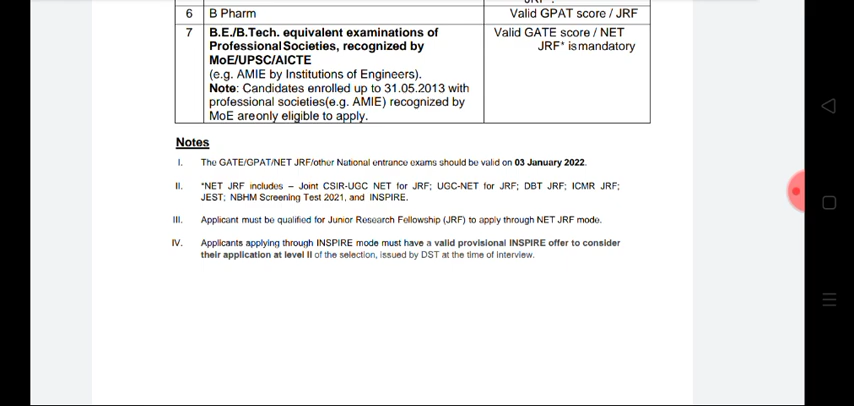 6 B Pharm Valid GPAT score / JRF
7 B.E./B.Tech. equivalent examinations of Valid GATE score / NET
ProfessionalSocieties, recognized by JRF* ismandatory
MoE/UPSC/AICTE
(e.g. AMIE by Institutions of Engineers).
Note: Candidates enrolled up to 31.05.2013 with
professional societies(e.g. AMIE) recognized by
MoE areonly eligible to apply.
Notes
I. The GATE/GPAT/NET JRF/other National entrance exams should be valid on 03 January 2022.
II. *NET JRF includes – Joint CSIR-UGC NET for JRF; UGC-NET for JRF; DBT JRF; ICMR JRF;
JEST; NBHM Screening Test 2021, and INSPIRE.
III. Applicant must be qualified for Junior Research Fellowship (JRF) to apply through NET JRF mode.
IV. Applicants applying through INSPIRE mode must have a valid provisional INSPIRE offer to consider
their application at level II of the selection, issued by DST at the time of Interview.